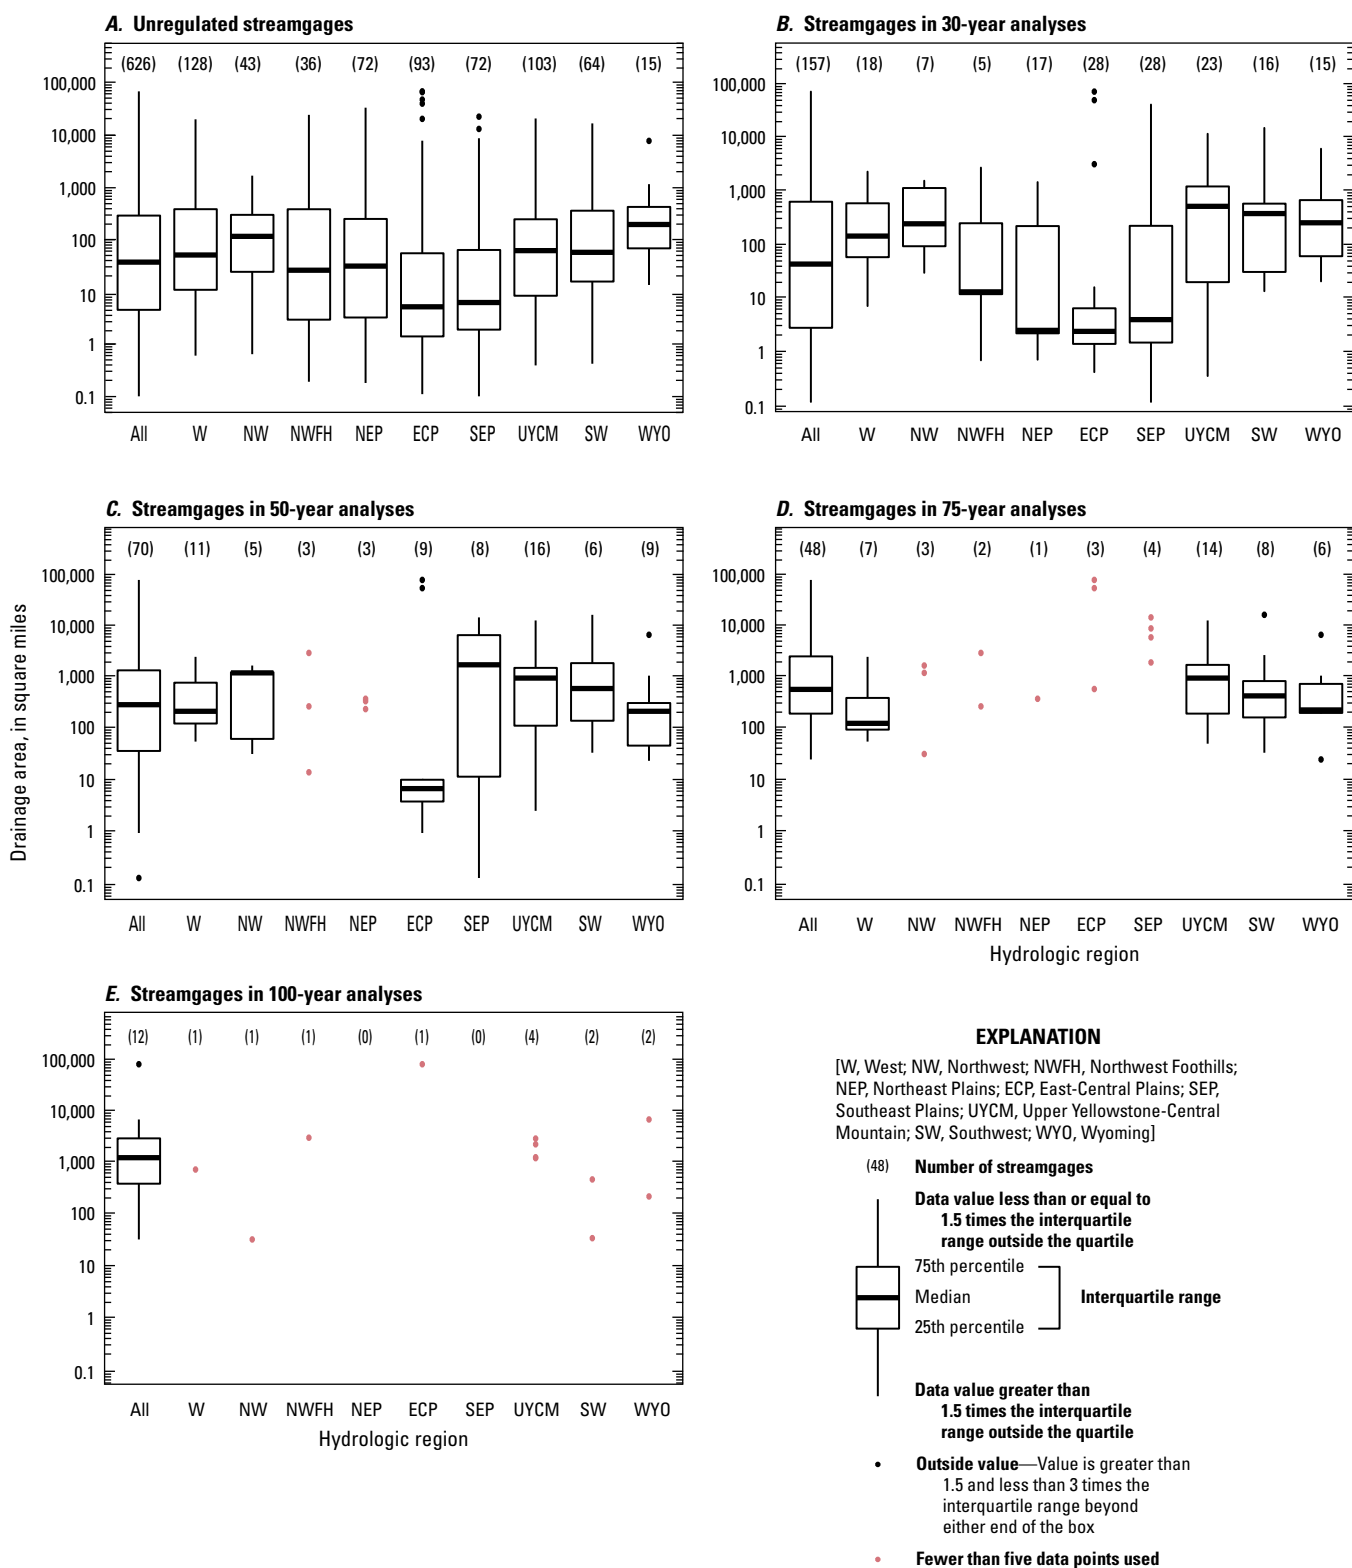 A. Unregulated streamgages
(626) (128) (43) (36) (72) (93) (72) (103) (64) (15)
100,000
10,000
1,000
100
10
1
0.1
All W NW NWFH NEP ECP SEP UYCM SW WYO
B. Streamgages in 30-year analyses
(157) (18) (7) (5) (17) (28) (28) (23) (16) (15)
100,000
10,000
1,000
100
10
1
0.1
All W NW NWFH NEP ECP SEP UYCM SW WYO
Drainage area, in square miles
C. Streamgages in 50-year analyses
(70) (11) (5) (3) (3) (9) (8) (16) (6) (9)
100,000
10,000
1,000
100
10
1
0.1
All W NW NWFH NEP ECP SEP UYCM SW WYO
D. Streamgages in 75-year analyses
(48) (7) (3) (2) (1) (3) (4) (14) (8) (6)
100,000
10,000
1,000
100
10
1
0.1
All W NW NWFH NEP ECP SEP UYCM SW WYO
Hydrologic region
E. Streamgages in 100-year analyses
(12) (1) (1) (1) (0) (1) (0) (4) (2) (2)
100,000
10,000
1,000
100
10
1
0.1
All W NW NWFH NEP ECP SEP UYCM SW WYO
Hydrologic region
EXPLANATION
[W, West; NW, Northwest; NWFH, Northwest Foothills;
NEP, Northeast Plains; ECP, East-Central Plains; SEP,
Southeast Plains; UYCM, Upper Yellowstone-Central
Mountain; SW, Southwest; WYO, Wyoming]
(48) Number of streamgages
Data value less than or equal to
1.5 times the interquartile
range outside the quartile
75th percentile
Median Interquartile range
25th percentile
Data value greater than
1.5 times the interquartile
range outside the quartile
Outside value—Value is greater than
1.5 and less than 3 times the
interquartile range beyond
either end of the box
Fewer than five data points used